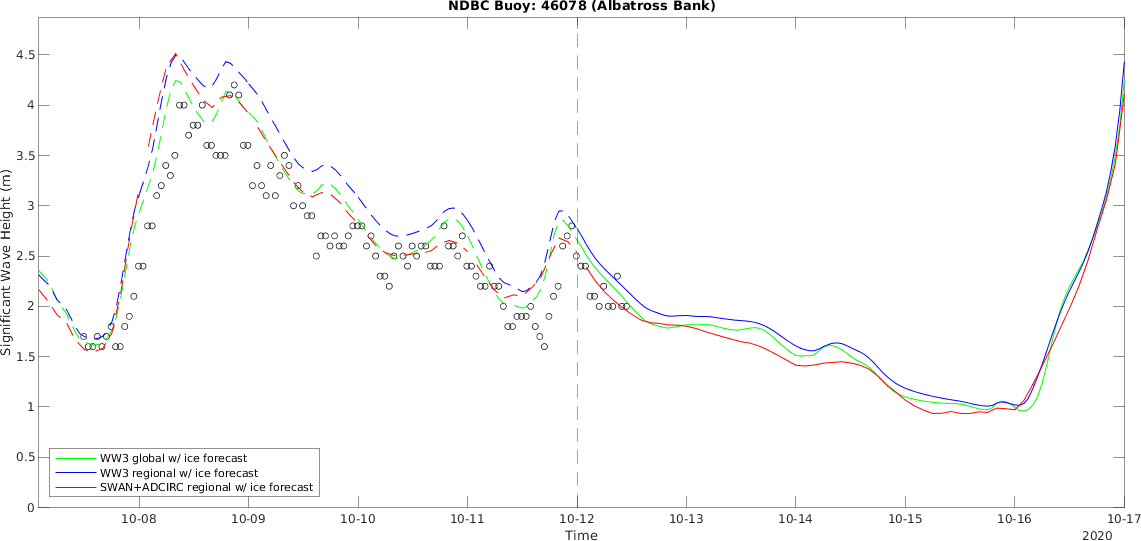 NDBC Buoy: 46078 (Albatross Bank)
Significant Wave Height (m)
4.5
4
3.5
3
2.5
2
1.5
1
0.5
0
WW3 global w/ ice forecast
WW3 regional w/ ice forecast
SWAN+ADCIRC regional w/ ice forecast
10-08 10-09 10-10 10-11 10-12 10-13 10-14 10-15 10-16 10-17
Time
2020